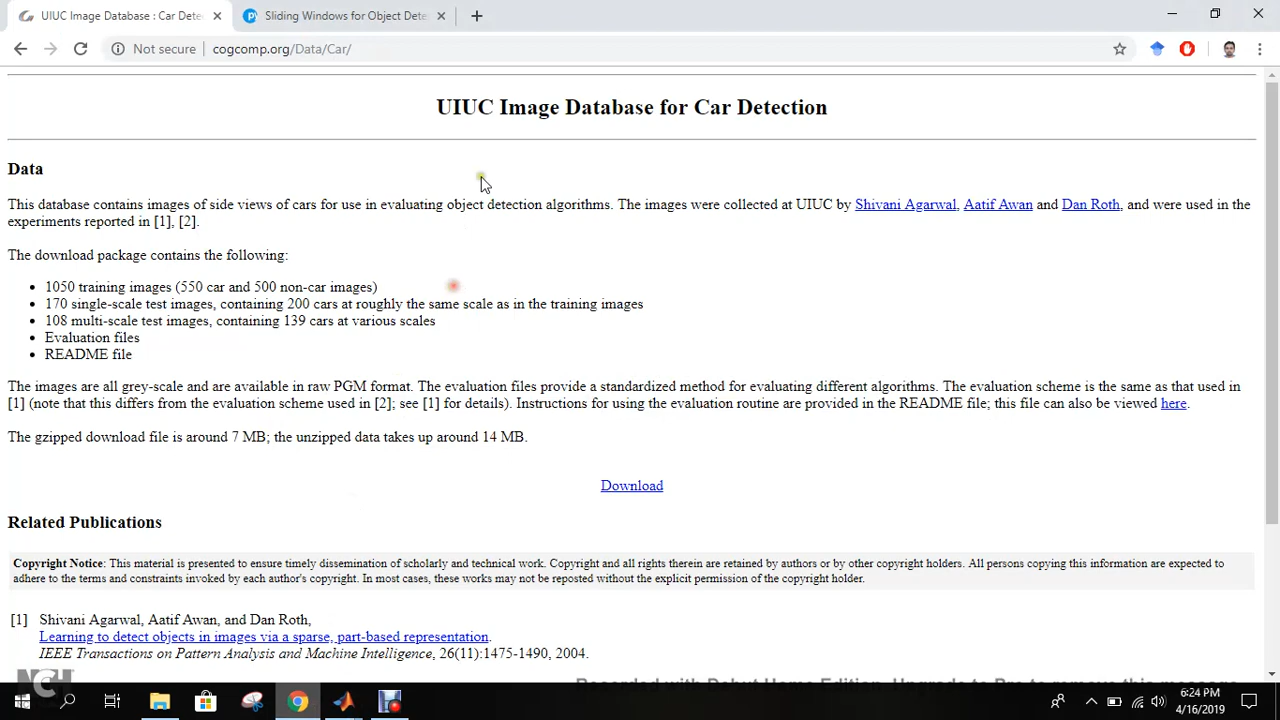 UIUC Image Database : Car Dete
Sliding Windows for Object Dete
Not secure
cogcomp.org/Data/Car/
UIUC Image Database for Car Detection
Data
This database contains images of side views of cars for use in evaluating object detection algorithms. The images were collected at UIUC by Shivani Agarwal, Aatif Awan and Dan Roth, and were used in the
experiments reported in [1], [2].
The download package contains the following:
1050 training images (550 car and 500 non-car images)
170 single-scale test images, containing 200 cars at roughly the same scale as in the training images
108 multi-scale test images, containing 139 cars at various scales
Evaluation files
README file
The images are all grey-scale and are available in raw PGM format. The evaluation files provide a standardized method for evaluating different algorithms. The evaluation scheme is the same as that used in
[1] (note that this differs from the evaluation scheme used in [2]; see [1] for details). Instructions for using the evaluation routine are provided in the README file; this file can also be viewed here.
The gzipped download file is around 7 MB; the unzipped data takes up around 14 MB.
Download
Related Publications
Copyright Notice: This material is presented to ensure timely dissemination of scholarly and technical work. Copyright and all rights therein are retained by authors or by other copyright holders. All persons copying this information are expected to
adhere to the terms and constraints invoked by each author's copyright. In most cases, these works may not be reposted without the explicit permission of the copyright holder.
[1] Shivani Agarwal, Aatif Awan, and Dan Roth,
Learning to detect objects in images via a sparse, part-based representation.
IEEE Transactions on Pattern Analysis and Machine Intelligence, 26(11):1475-1490, 2004.
NCH
Recorded with Debut Home Edition. Upgrade to Pro to remove this message
6:24 PM
4/16/2019